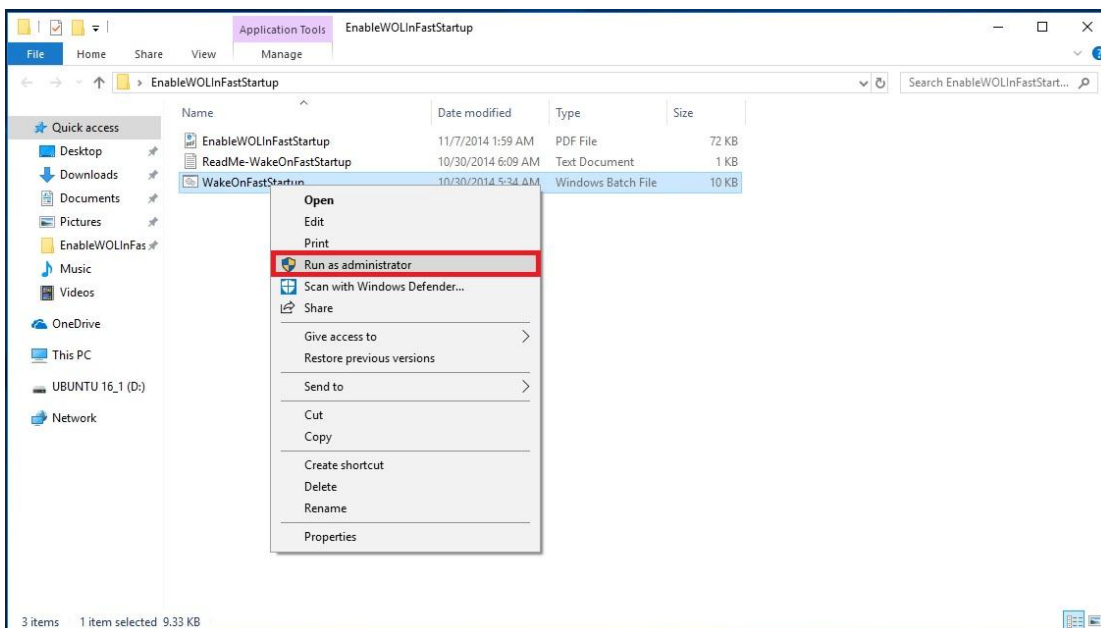 Application Tools EnableWOLInFastStartup
File Home Share View Manage
EnableWOLInFastStartup Search EnableWOLInFastStart...
Name Date modified Type Size
Quick access
EnableWOLInFastStartup 11/7/2014 1:59 AM PDF File 72 KB
Desktop
ReadMe-WakeOnFastStartup 10/30/2014 6:09 AM Text Document 1 KB
Downloads
WakeOnFastStartup 10/30/2014 5:34 AM Windows Batch File 10 KB
Documents
Pictures
EnableWOLInFas
Music
Videos
OneDrive
This PC
UBUNTU 16_1 (D:)
Network
Open
Edit
Print
Run as administrator
Scan with Windows Defender...
Share
Give access to
Restore previous versions
Send to
Cut
Copy
Create shortcut
Delete
Rename
Properties
3 items 1 item selected 9.33 KB